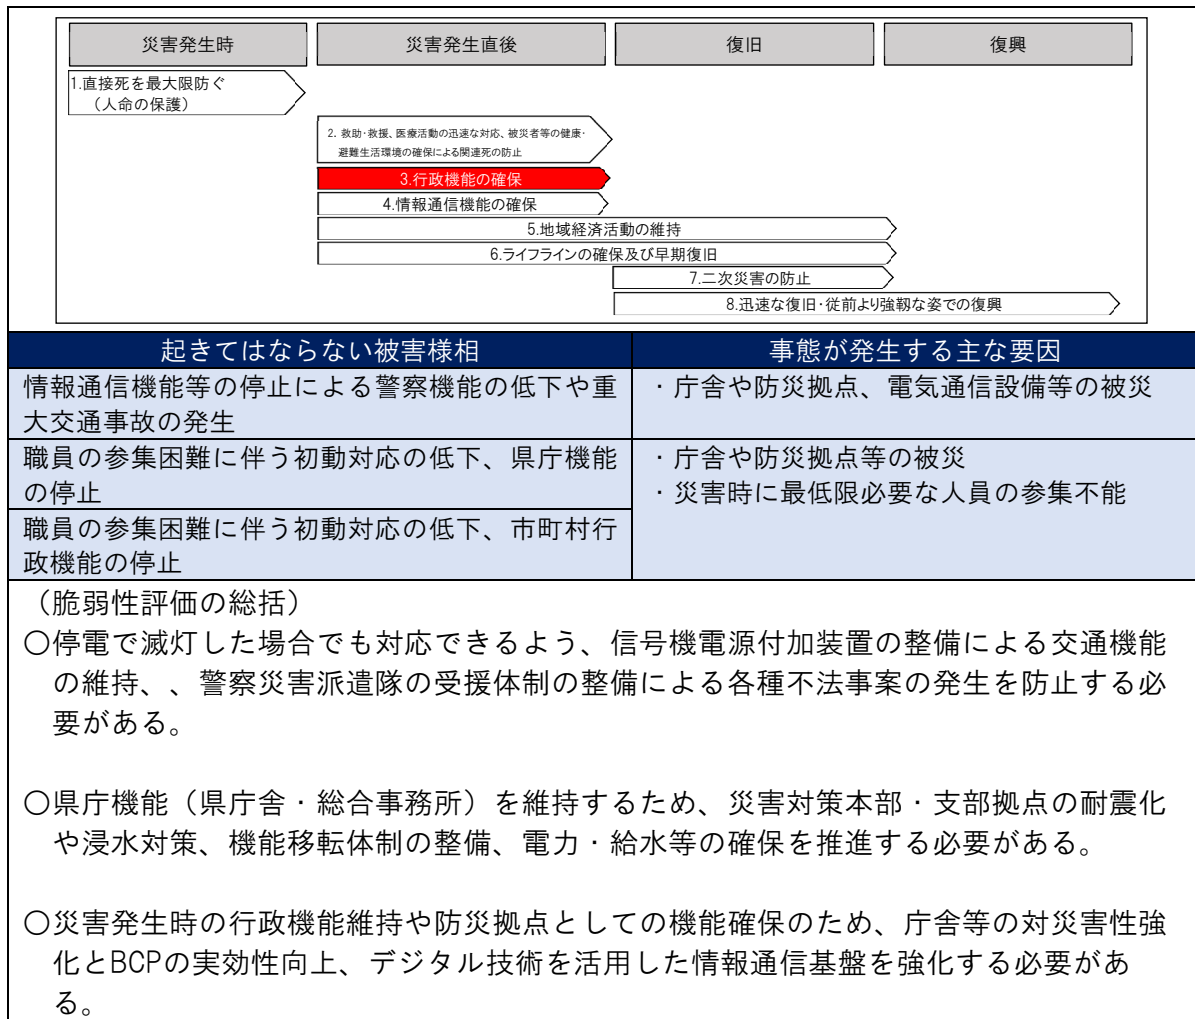 災害発生時
災害発生直後
復旧
復興
1.直接死を最大限防ぐ
（人命の保護）
2. 救助・救援、医療活動の迅速な対応、被災者等の健康・
避難生活環境の確保による関連死の防止
3.行政機能の確保
4.情報通信機能の確保
5.地域経済活動の維持
6.ライフラインの確保及び早期復旧
7.二次災害の防止
8.迅速な復旧・従前より強靱な姿での復興
起きてはならない被害様相
事態が発生する主な要因
情報通信機能等の停止による警察機能の低下や重
大交通事故の発生
・庁舎や防災拠点、電気通信設備等の被災
職員の参集困難に伴う初動対応の低下、県庁機能
の停止
・庁舎や防災拠点等の被災
・災害時に最低限必要な人員の参集不能
職員の参集困難に伴う初動対応の低下、市町村行
政機能の停止
（脆弱性評価の総括）
○停電で滅灯した場合でも対応できるよう、信号機電源付加装置の整備による交通機能
の維持、、警察災害派遣隊の受援体制の整備による各種不法事案の発生を防止する必
要がある。
○県庁機能（県庁舎・総合事務所）を維持するため、災害対策本部・支部拠点の耐震化
や浸水対策、機能移転体制の整備、電力・給水等の確保を推進する必要がある。
○災害発生時の行政機能維持や防災拠点としての機能確保のため、庁舎等の対災害性強
化とBCPの実効性向上、デジタル技術を活用した情報通信基盤を強化する必要があ
る。